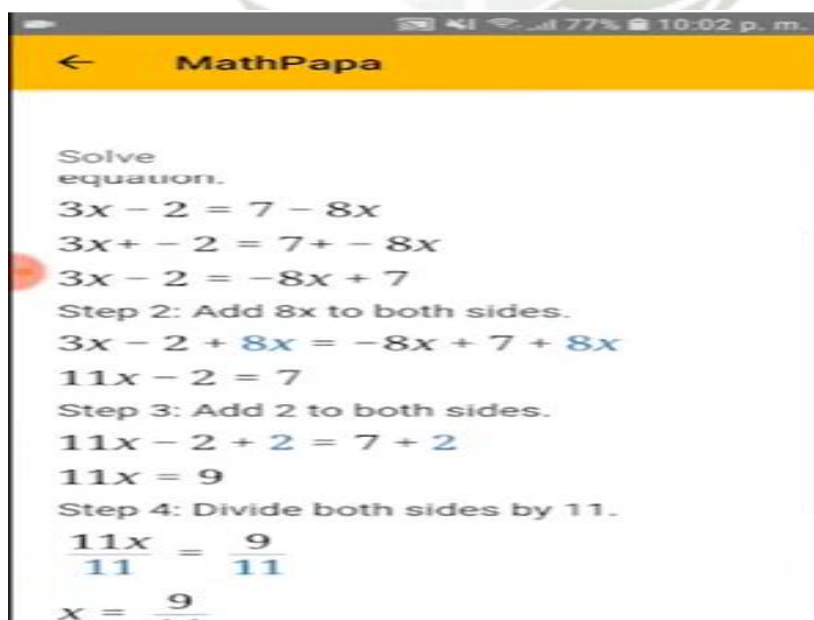 77% 10:02 p. m.
← MathPapa
Solve
equation.
3x − 2 = 7 − 8x
3x+ − 2 = 7+ − 8x
3x − 2 = −8x + 7
Step 2: Add 8x to both sides.
3x − 2 + 8x = −8x + 7 + 8x
11x − 2 = 7
Step 3: Add 2 to both sides.
11x − 2 + 2 = 7 + 2
11x = 9
Step 4: Divide both sides by 11.
11x/11 = 9/11
x = 9